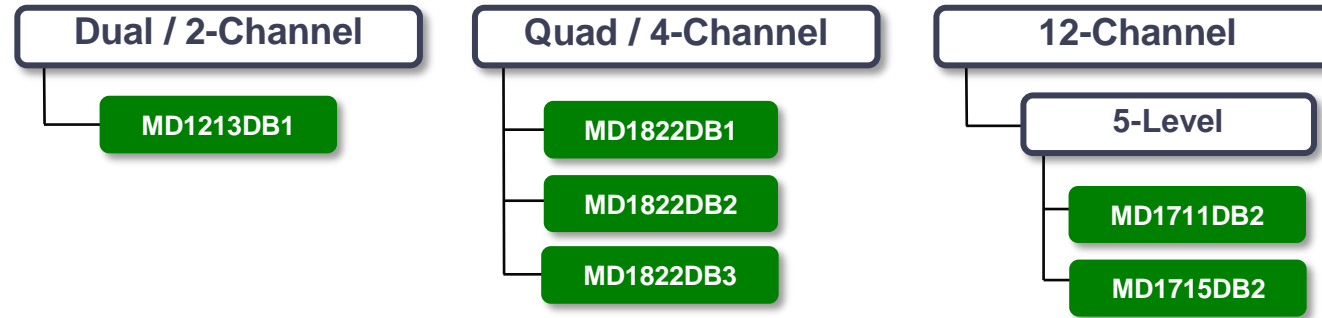 Dual / 2-Channel
MD1213DB1
Quad / 4-Channel
MD1822DB1
MD1822DB2
MD1822DB3
12-Channel
5-Level
MD1711DB2
MD1715DB2